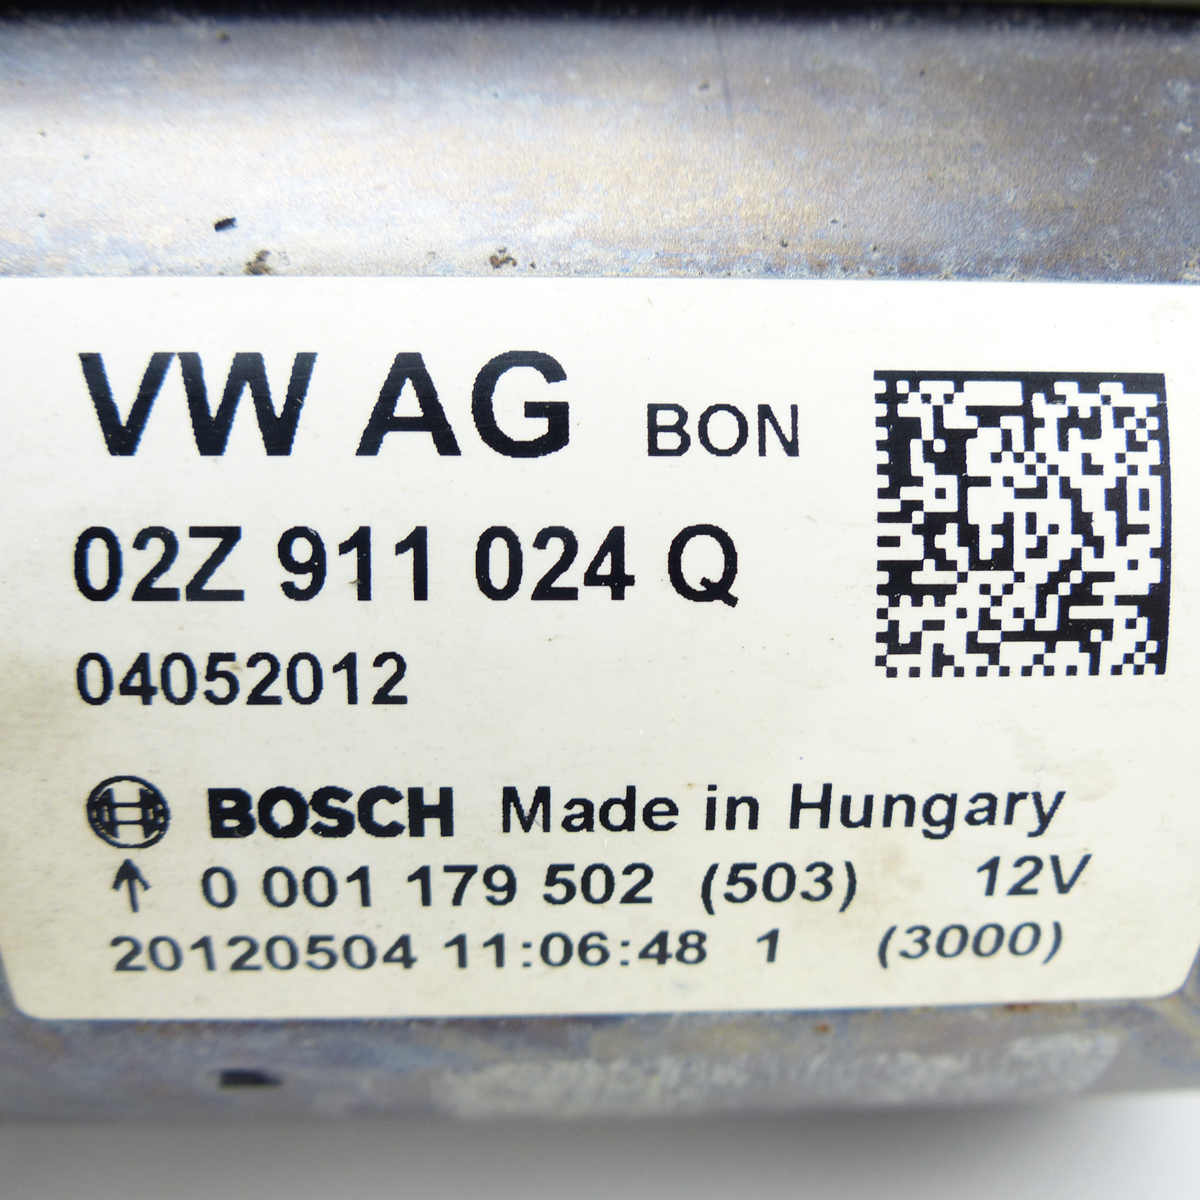 VW AG BON
02Z 911 024 Q
04052012
BOSCH Made in Hungary
↑ 0 001 179 502 (503) 12V
20120504 11:06:48 1 (3000)